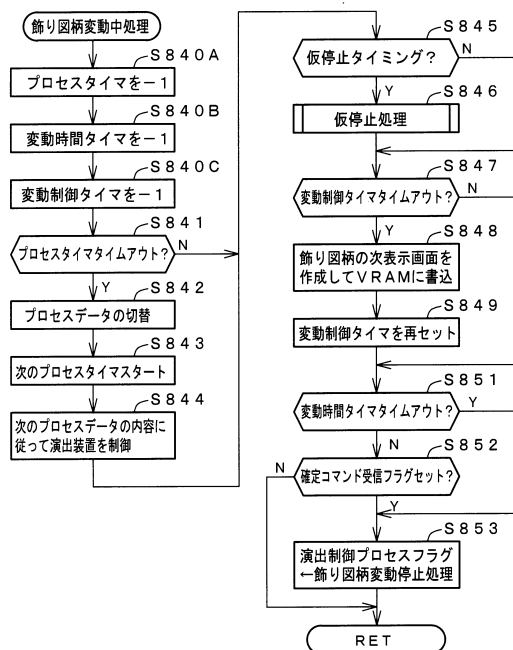 飾り図柄変動中処理
S840A
プロセスタイマを−1
S840B
変動時間タイマを−1
S840C
変動制御タイマを−1
S841
プロセスタイマタイムアウト?
N
Y
S842
プロセスデータの切替
S843
次のプロセスタイマスタート
S844
次のプロセスデータの内容に
従って演出装置を制御
S845
仮停止タイミング?
N
Y
S846
仮停止処理
S847
変動制御タイマタイムアウト?
N
Y
S848
飾り図柄の次表示画面を
作成してVRAMに書込
S849
変動制御タイマを再セット
S851
変動時間タイマタイムアウト?
Y
N
S852
確定コマンド受信フラグセット?
N
Y
S853
演出制御プロセスフラグ
←飾り図柄変動停止処理
RET